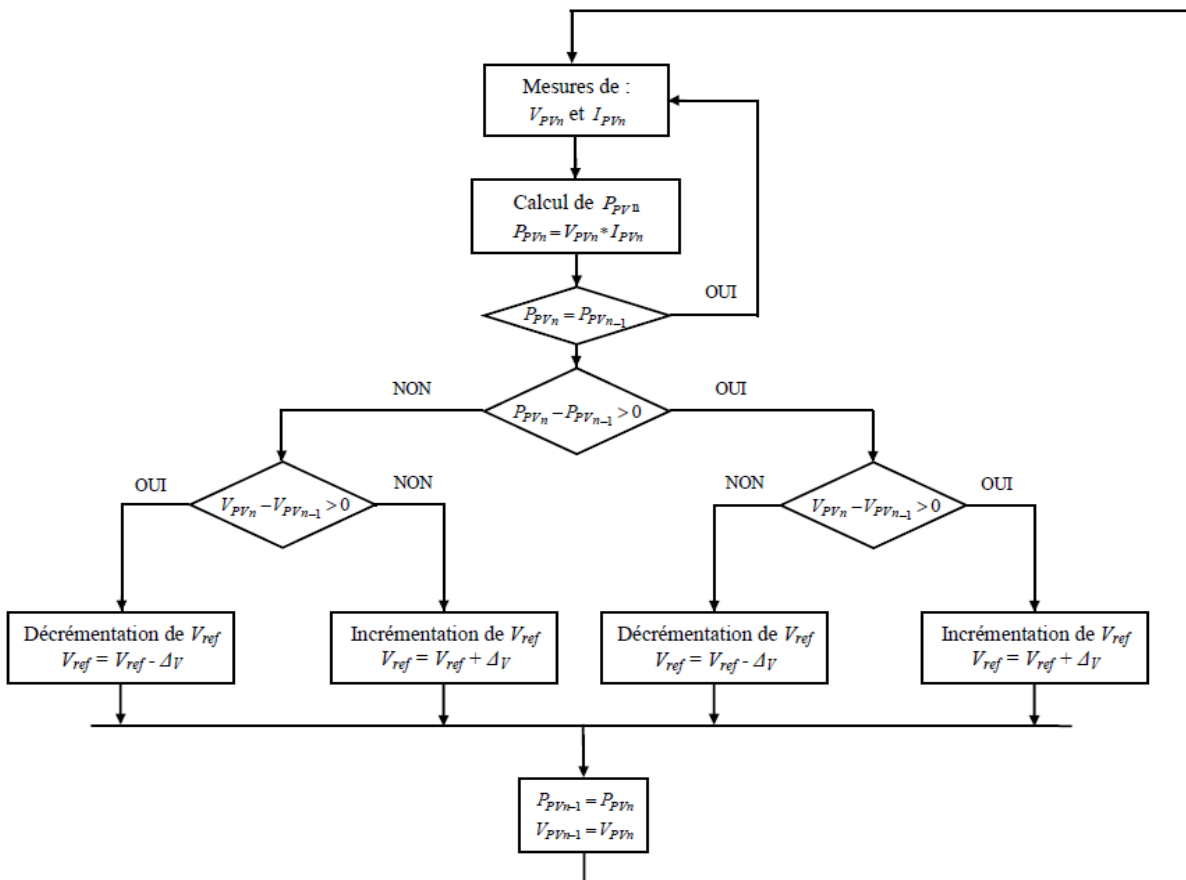 Mesures de :
V_PVn et I_PVn
Calcul de P_PVn
P_PVn = V_PVn * I_PVn
OUI
P_PVn = P_PVn–1
NON
OUI
P_PVn – P_PVn–1 > 0
OUI
V_PVn – V_PVn–1 > 0
NON
NON
V_PVn – V_PVn–1 > 0
OUI
Décrémentation de V_ref
V_ref = V_ref - Δ_V
Incrémentation de V_ref
V_ref = V_ref + Δ_V
Décrémentation de V_ref
V_ref = V_ref - Δ_V
Incrémentation de V_ref
V_ref = V_ref + Δ_V
P_PVn–1 = P_PVn
V_PVn–1 = V_PVn